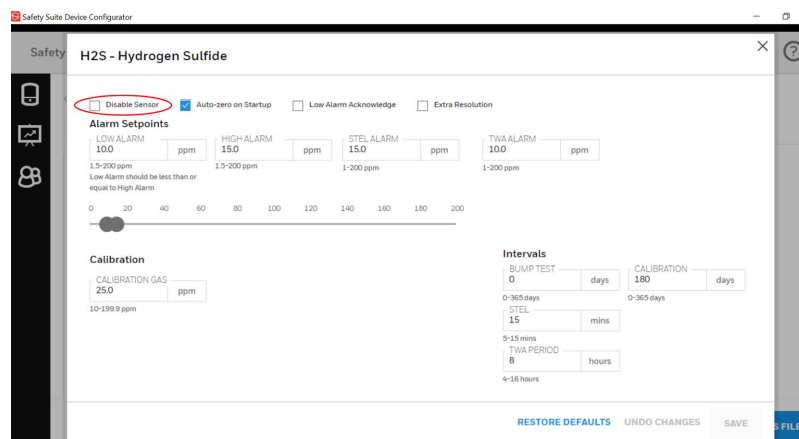 Safety Suite Device Configurator
Safety
H2S - Hydrogen Sulfide
Disable Sensor Auto-zero on Startup Low Alarm Acknowledge Extra Resolution
Alarm Setpoints
LOW ALARM HIGH ALARM STEL ALARM TWA ALARM
10.0 ppm 15.0 ppm 15.0 ppm 10.0 ppm
1.5-200 ppm 1.5-200 ppm 1-200 ppm 1-200 ppm
Low Alarm should be less than or
equal to High Alarm
0 20 40 60 80 100 120 140 160 180 200
Calibration
CALIBRATION GAS
25.0 ppm
10-199.9 ppm
Intervals
BUMP TEST CALIBRATION
0 days 180 days
0-365 days 0-365 days
STEL
15 mins
5-15 mins
TWA PERIOD
8 hours
4-16 hours
RESTORE DEFAULTS UNDO CHANGES SAVE
S FILE